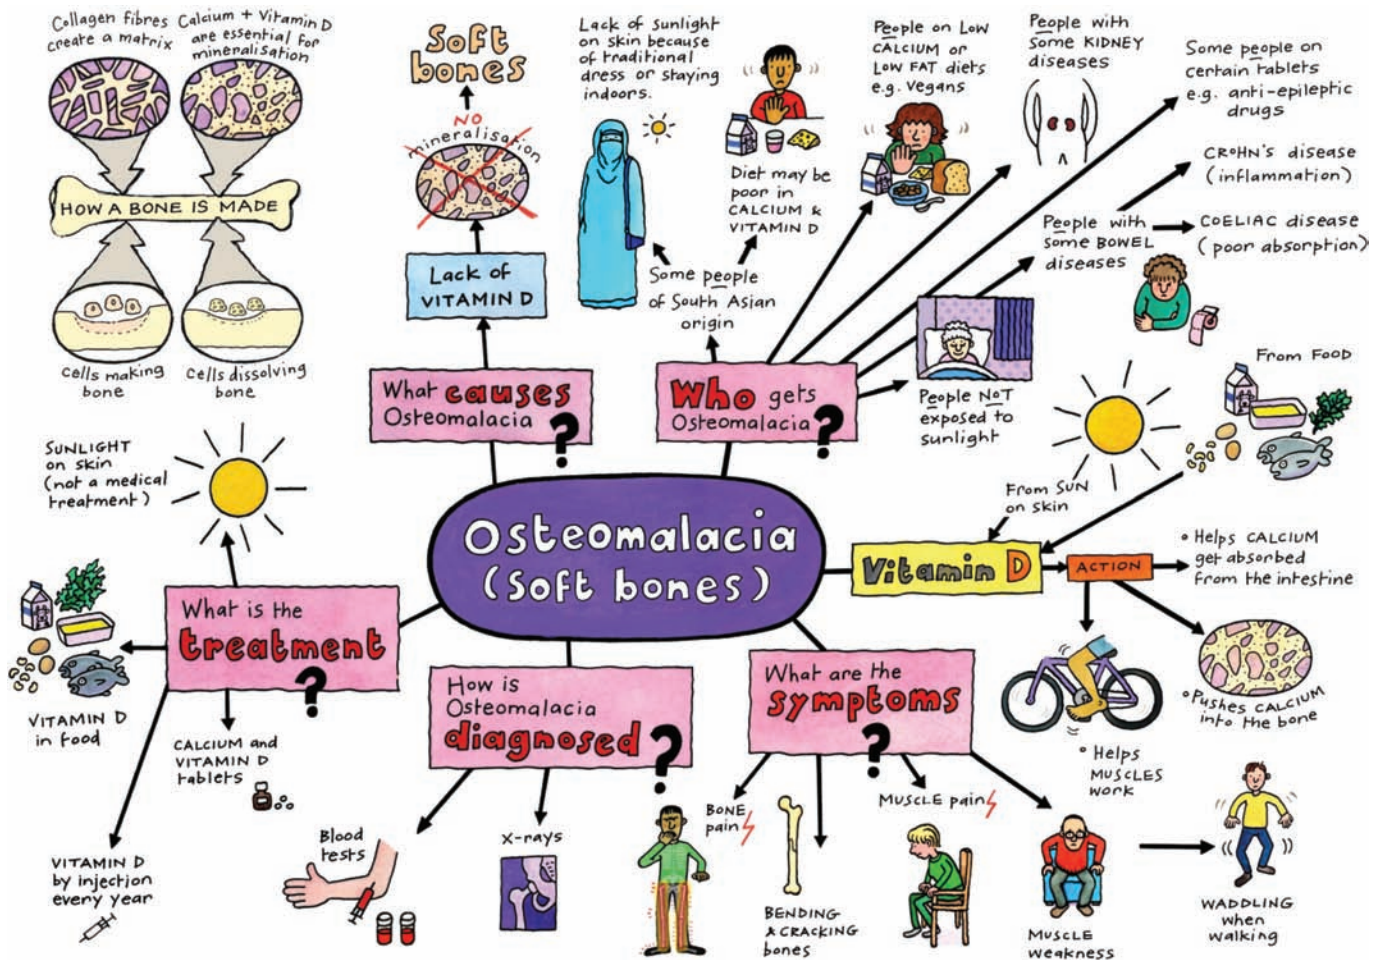 Collagen fibres
create a matrix
Calcium + Vitamin D
are essential for
mineralisation
HOW A BONE IS MADE
cells making
bone
Cells dissolving
bone
Soft
bones
NO
mineralisation
Lack of
VITAMIN D
What causes
Osteomalacia
?
Lack of sunlight
on skin because
of traditional
dress or staying
indoors.
Diet may be
poor in
CALCIUM &
VITAMIN D
Some people
of South Asian
origin
Who gets
Osteomalacia
?
People on LOW
CALCIUM or
LOW FAT diets
e.g. Vegans
People with
some KIDNEY
diseases
Some people on
certain tablets
e.g. anti-epileptic
drugs
People with
some BOWEL
diseases
CROHN'S disease
(inflammation)
COELIAC disease
(poor absorption)
People NOT
exposed to
sunlight
Osteomalacia
(Soft bones)
From SUN
on skin
From FOOD
Vitamin D
ACTION
• Helps CALCIUM
get absorbed
from the intestine
• Pushes CALCIUM
into the bone
• Helps
MUSCLES
work
What are the
symptoms
?
BONE
pain
BENDING
& CRACKING
bones
MUSCLE pain
MUSCLE
weakness
WADDLING
when
walking
How is
Osteomalacia
diagnosed
?
Blood
tests
X-rays
What is the
treatment
?
SUNLIGHT
on skin
(not a medical
treatment)
VITAMIN D
in food
CALCIUM and
VITAMIN D
tablets
VITAMIN D
by injection
every year